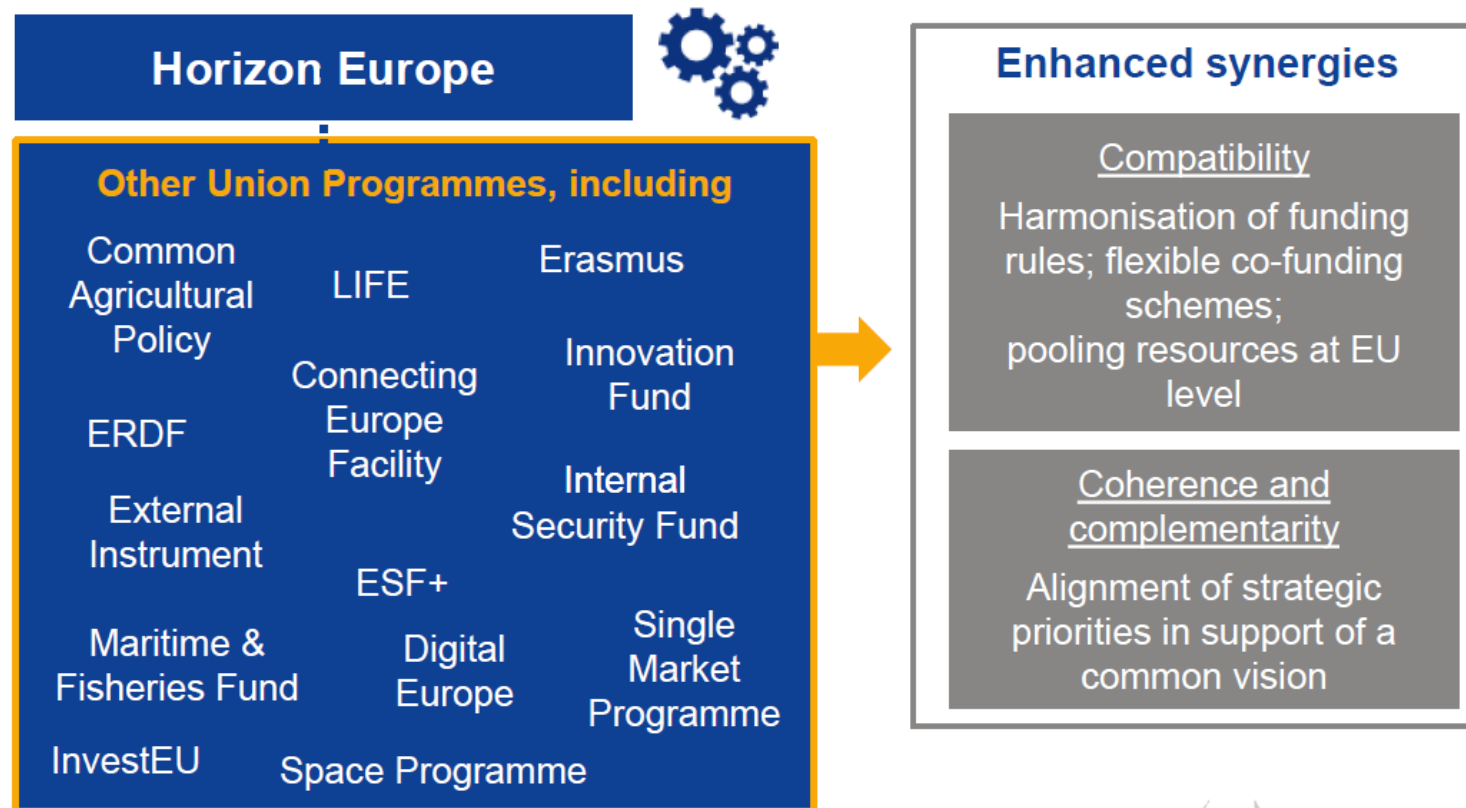 Horizon Europe
Other Union Programmes, including
Common
Agricultural
Policy
LIFE
Erasmus
Innovation
Fund
Connecting
Europe
Facility
ERDF
Internal
Security Fund
External
Instrument
ESF+
Single
Market
Programme
Maritime &
Fisheries Fund
Digital
Europe
InvestEU
Space Programme
Enhanced synergies
Compatibility
Harmonisation of funding
rules; flexible co-funding
schemes;
pooling resources at EU
level
Coherence and
complementarity
Alignment of strategic
priorities in support of a
common vision